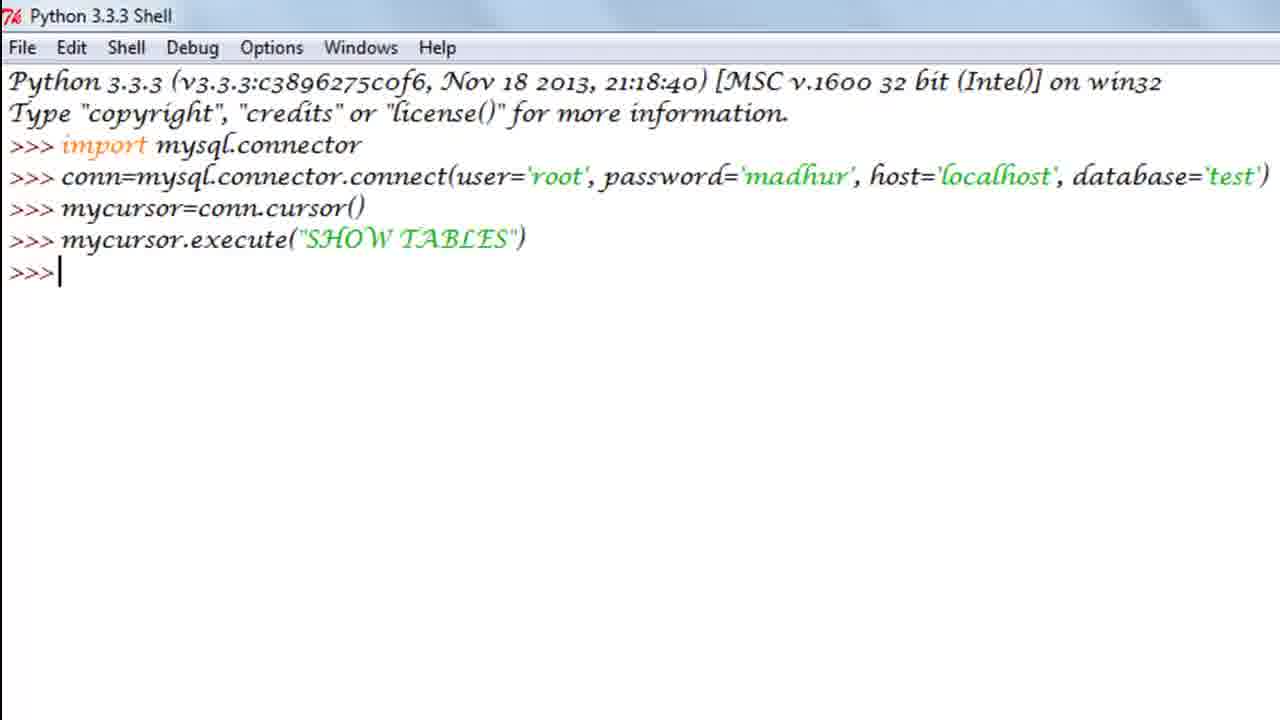 Python 3.3.3 Shell
File Edit Shell Debug Options Windows Help
Python 3.3.3 (v3.3.3:c3896275c0f6, Nov 18 2013, 21:18:40) [MSC v.1600 32 bit (Intel)] on win32
Type "copyright", "credits" or "license()" for more information.
>>> import mysql.connector
>>> conn=mysql.connector.connect(user='root', password='madhur', host='localhost', database='test')
>>> mycursor=conn.cursor()
>>> mycursor.execute("SHOW TABLES")
>>>